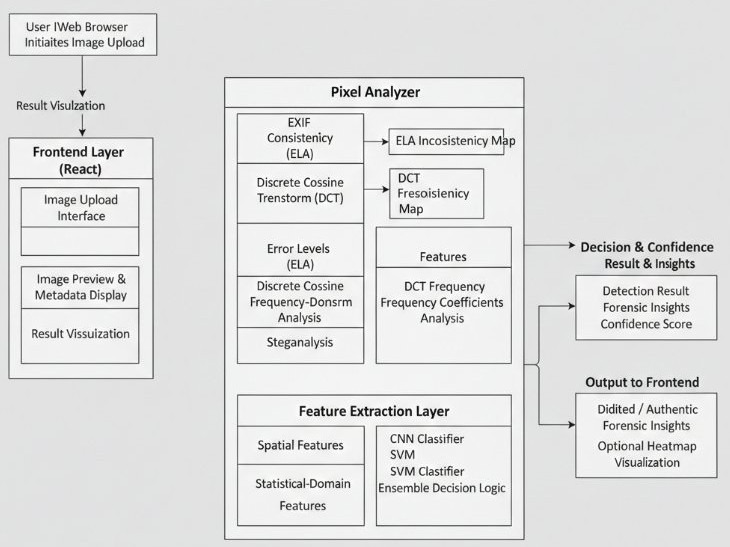 User IWeb Browser
Initiaites Image Upload
Result Visulzation
Frontend Layer
(React)
Image Upload
Interface
Image Preview &
Metadata Display
Result Vissuization
Pixel Analyzer
EXIF
Consistenicy
(ELA)
ELA Incosistency Map
Discrete Cossine
Trenstorm (DCT)
DCT
Fresoistlency
Map
Error Levels
(ELA)
Discrete Cossine
Frequency-Donsrm
Analysis
Steganalysis
Features
DCT Frequency
Frequency Coefficients
Analysis
Feature Extraction Layer
Spatial Features
Statistical-Domain
Features
CNN Classifier
SVM
SVM Clastifier
Ensemble Decision Logic
Decision & Confidence
Result & Insights
Detection Result
Forensic Insights
Confidence Score
Output to Frontend
Didited / Authentic
Forensic Insights
Optional Heatmap
Visualization